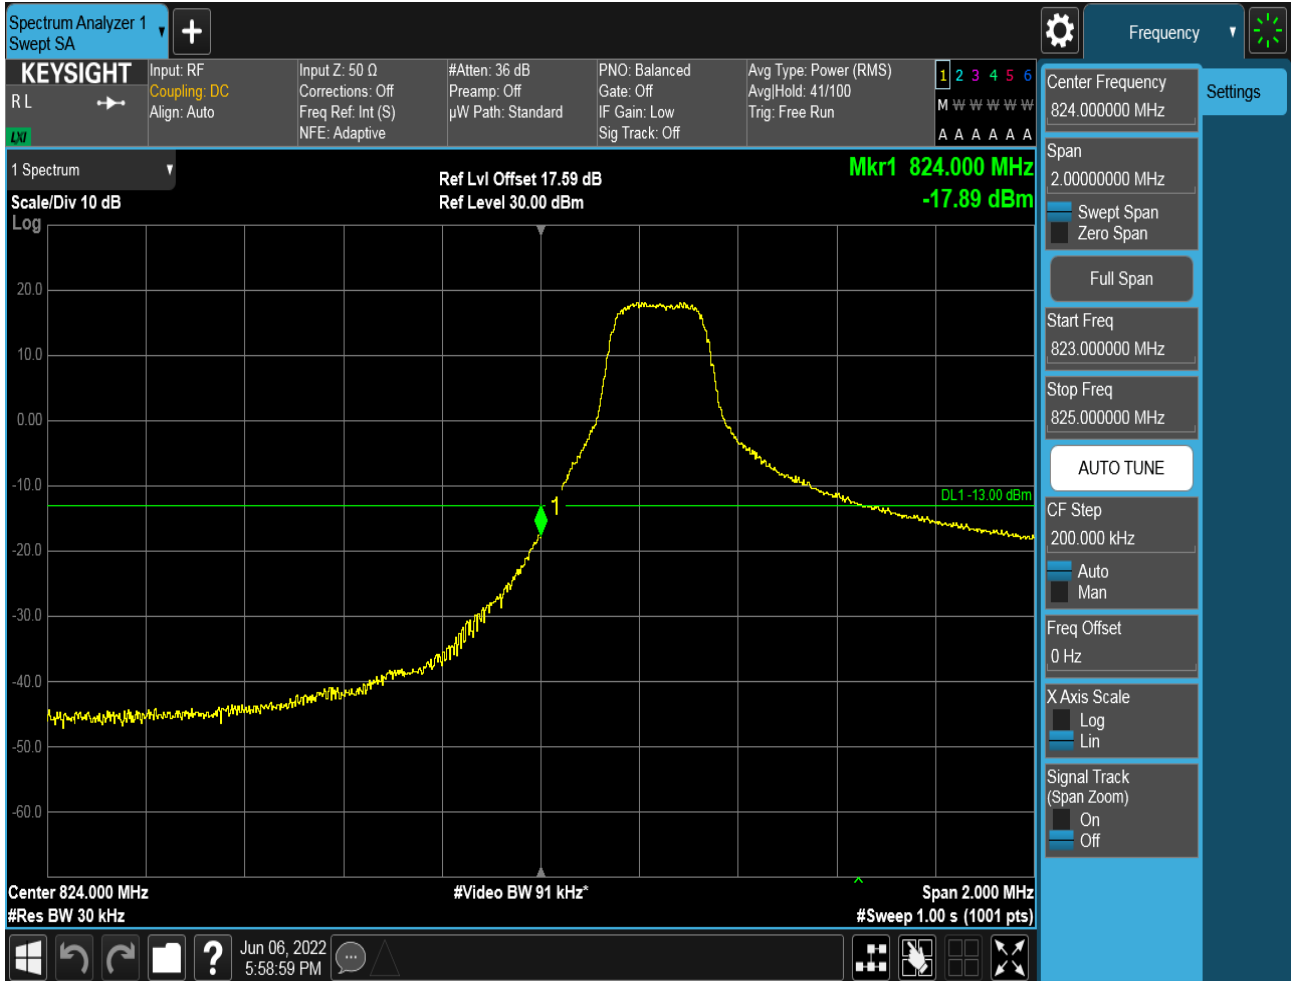 Spectrum Analyzer 1
Swept SA
+
Frequency
KEYSIGHT
R L
LXI
Input: RF
Coupling: DC
Align: Auto
Input Z: 50 Ω
Corrections: Off
Freq Ref: Int (S)
NFE: Adaptive
#Atten: 36 dB
Preamp: Off
µW Path: Standard
PNO: Balanced
Gate: Off
IF Gain: Low
Sig Track: Off
Avg Type: Power (RMS)
Avg|Hold: 41/100
Trig: Free Run
1 2 3 4 5 6
M W W W W W
A A A A A A
1 Spectrum
Scale/Div 10 dB
Log
Ref Lvl Offset 17.59 dB
Ref Level 30.00 dBm
Mkr1 824.000 MHz
-17.89 dBm
20.0
10.0
0.00
-10.0
-20.0
-30.0
-40.0
-50.0
-60.0
DL1 -13.00 dBm
1
Center 824.000 MHz
#Res BW 30 kHz
#Video BW 91 kHz*
Span 2.000 MHz
#Sweep 1.00 s (1001 pts)
?
Jun 06, 2022
5:58:59 PM
Center Frequency
824.000000 MHz
Span
2.00000000 MHz
Swept Span
Zero Span
Full Span
Start Freq
823.000000 MHz
Stop Freq
825.000000 MHz
AUTO TUNE
CF Step
200.000 kHz
Auto
Man
Freq Offset
0 Hz
X Axis Scale
Log
Lin
Signal Track
(Span Zoom)
On
Off
Settings